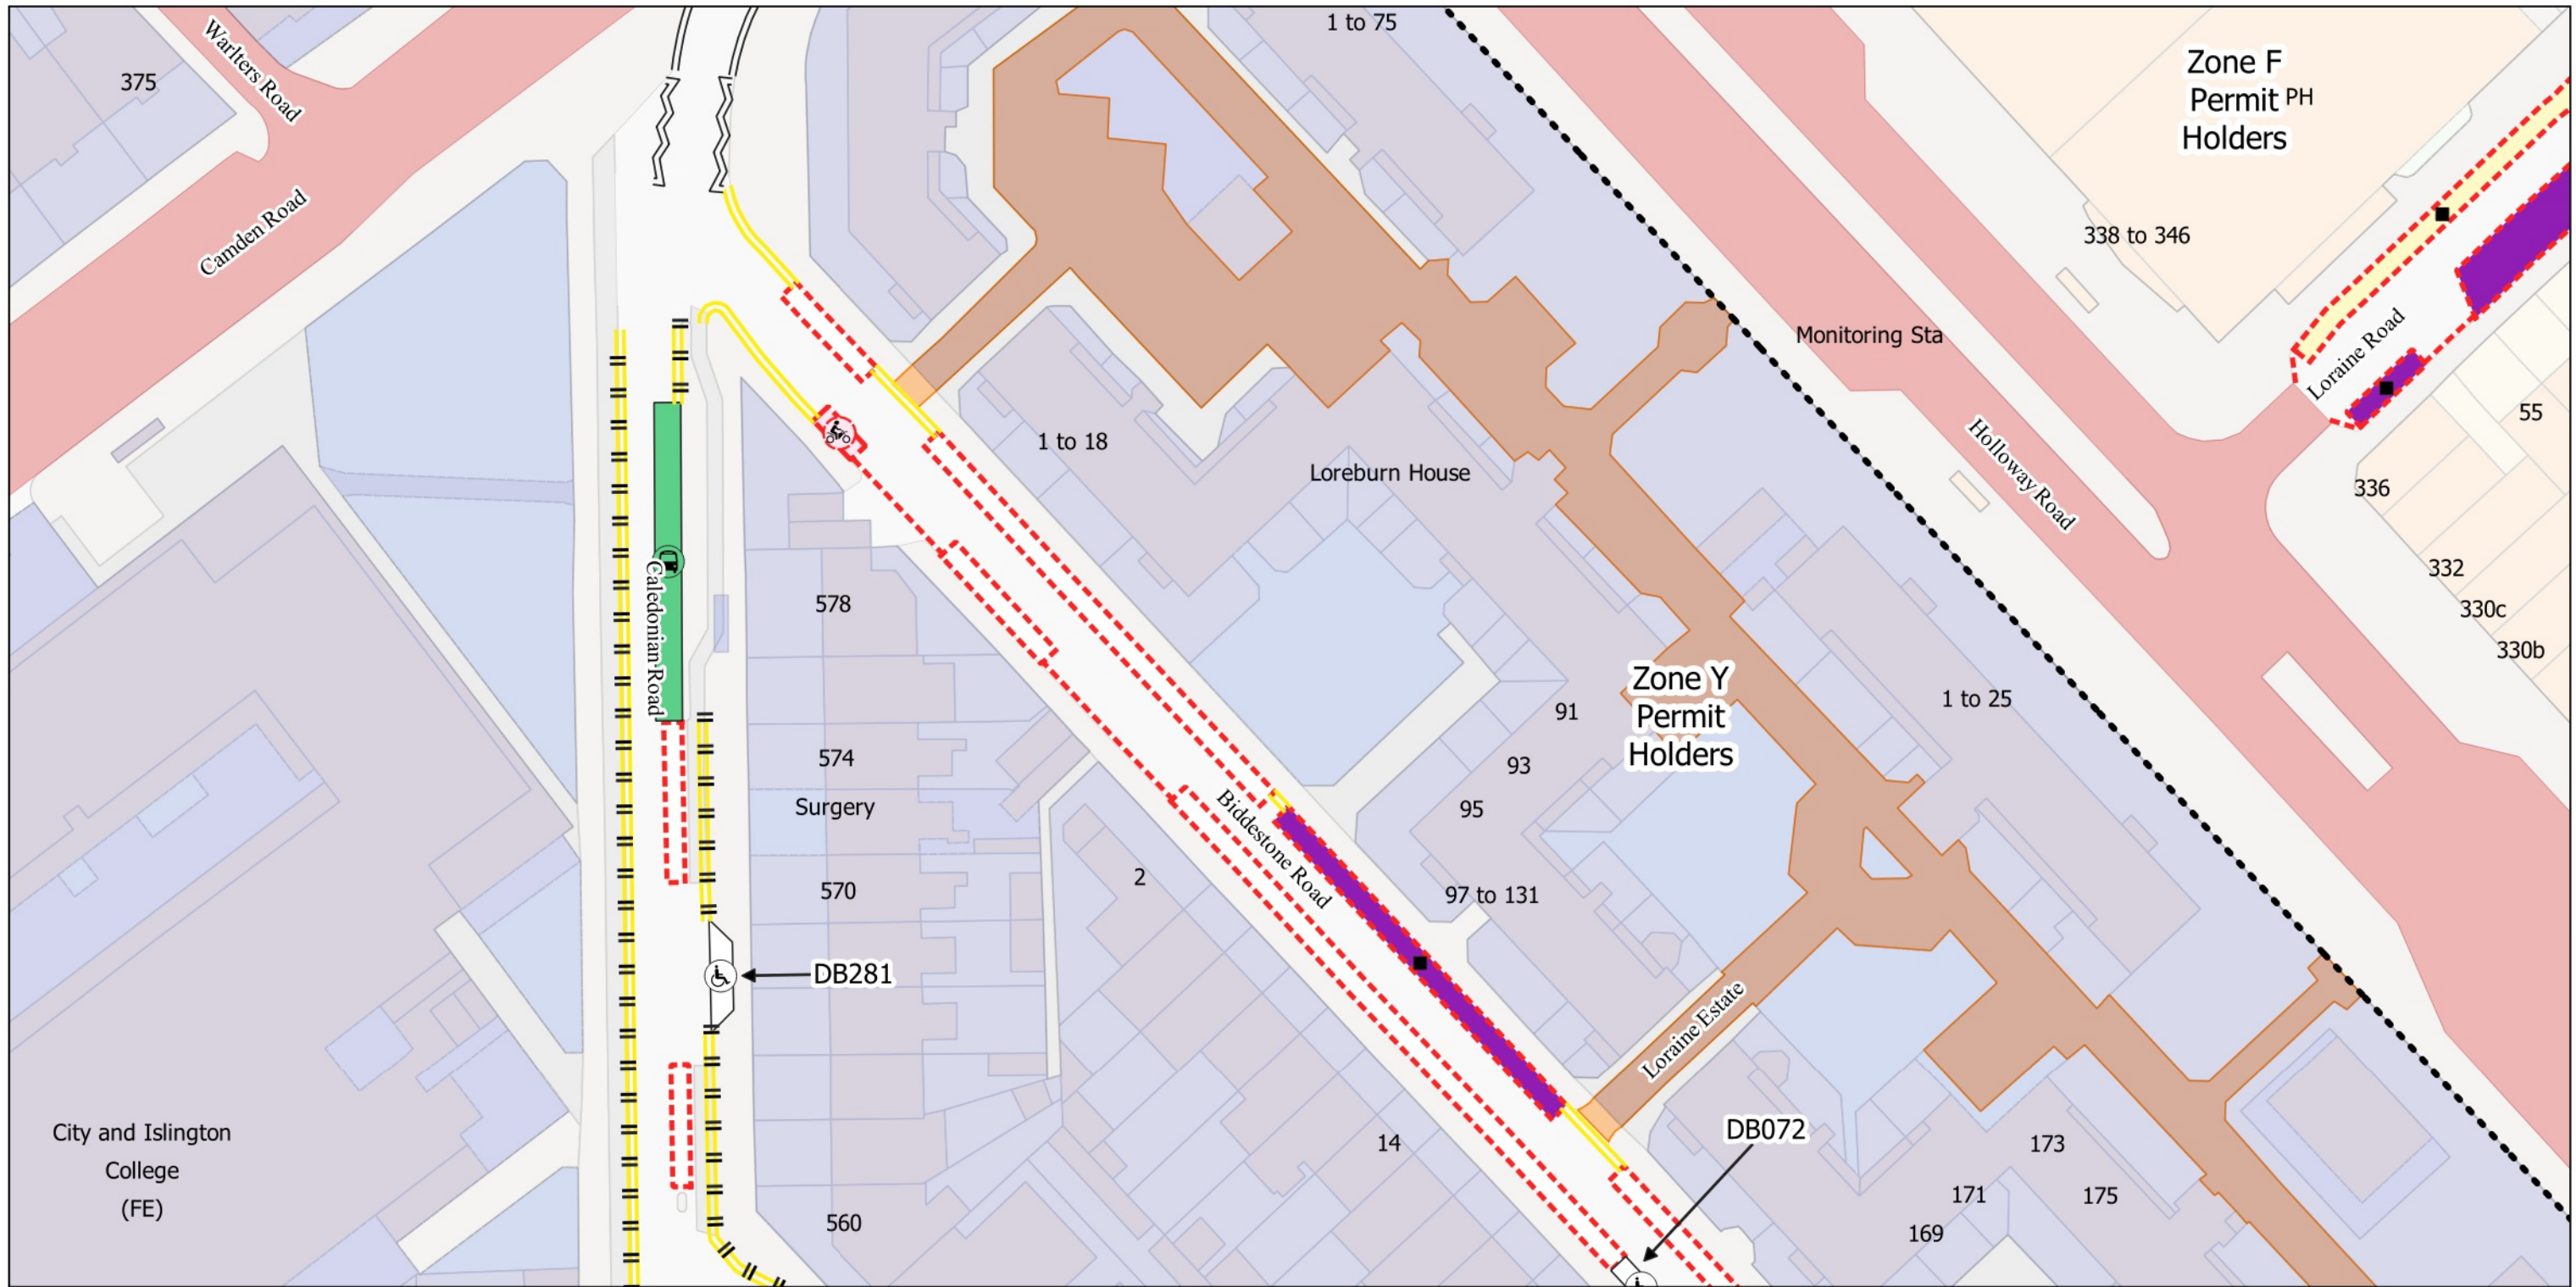 1 to 75
375
Warlters Road
Zone F
Permit
Holders
PH
Camden Road
338 to 346
Monitoring Sta
Loraine Road
55
1 to 18
Loreburn House
Holloway Road
336
332
330c
330b
578
Caledonian Road
Zone Y
Permit
Holders
91
1 to 25
574
93
Surgery
95
Biddestone Road
2
570
97 to 131
DB281
Loraine Estate
City and Islington
College
(FE)
14
DB072
173
171
175
560
169